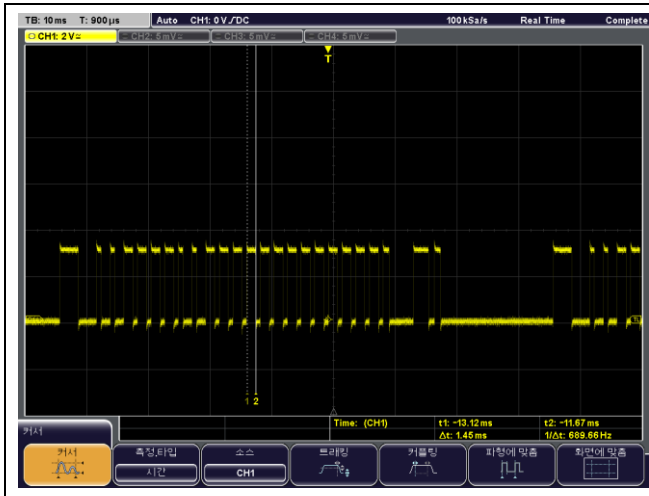 TB: 10 ms T: 900 µs Auto CH1: 0 V DC 100 kSa/s Real Time Complete
CH1: 2 V CH2: 5 mV CH3: 5 mV CH4: 5 mV
T
1 2
Time: (CH1) t1: -13.12 ms t2: -11.67 ms
Δt: 1.45 ms 1/Δt: 689.66 Hz
커서
커서 측정.타입 소스 트래킹 커플링 파형에 맞춤 화면에 맞춤
시간 CH1